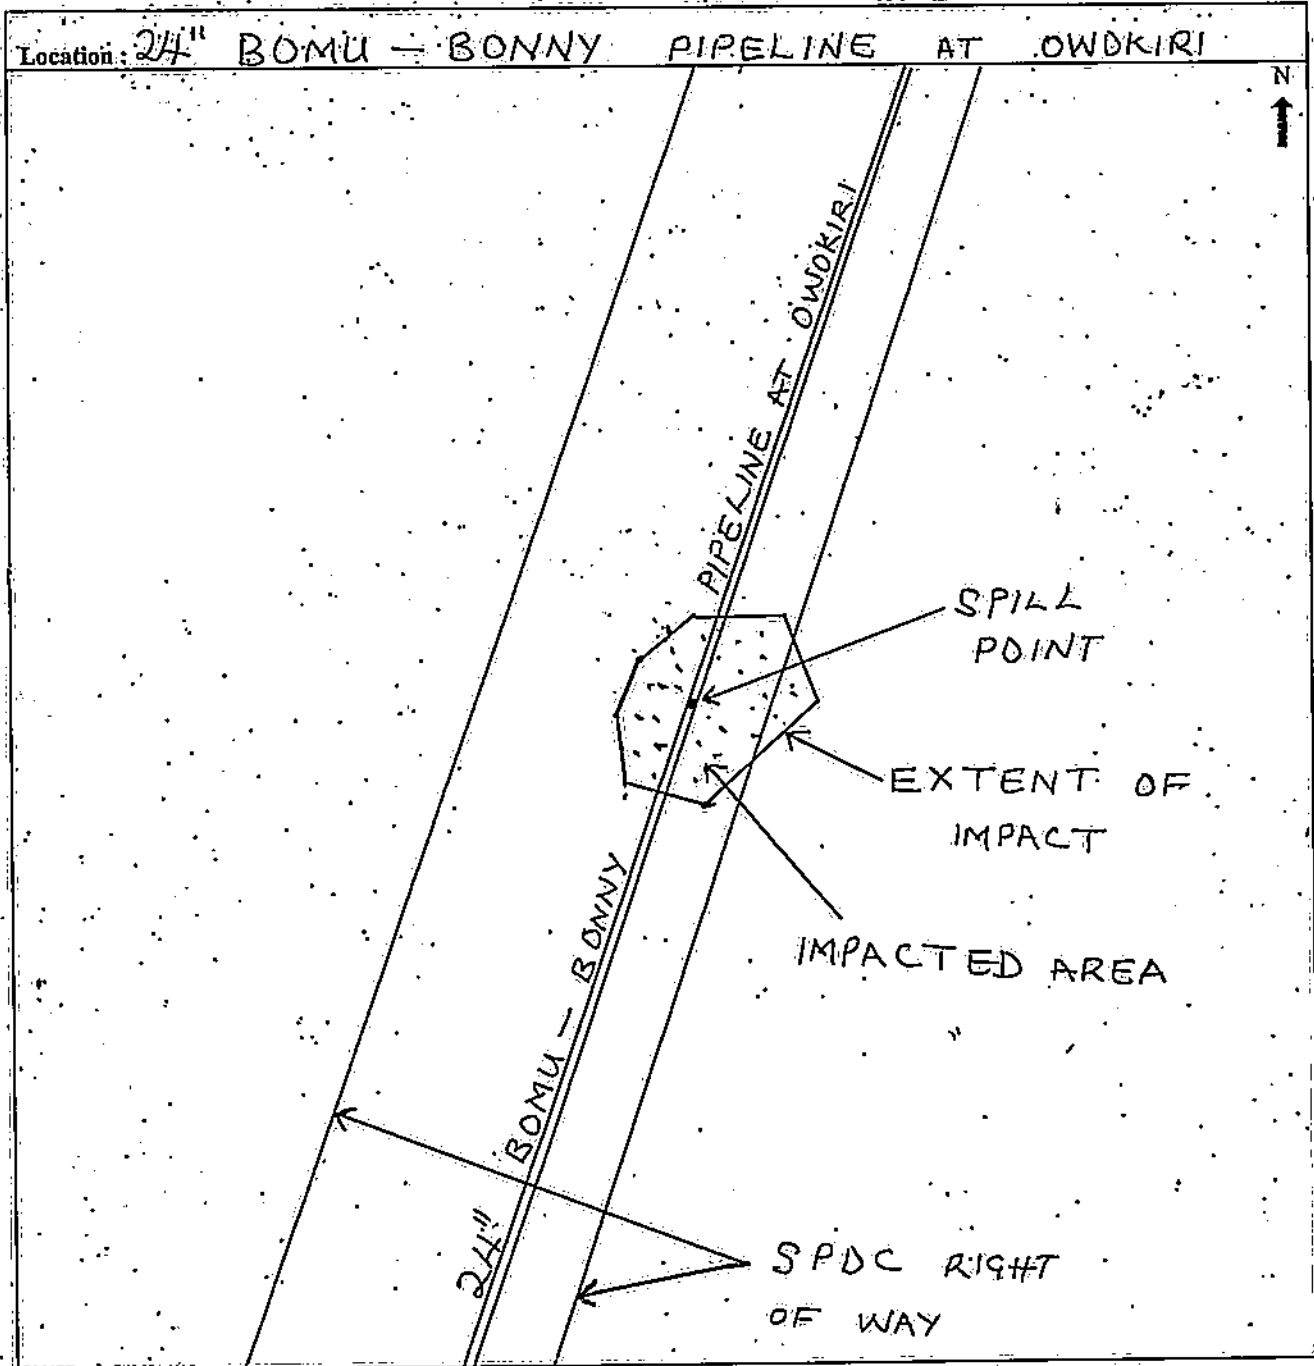 Location: 24" BOMU - BONNY PIPELINE AT OWOKIRI
N
24" BOMU - BONNY PIPELINE AT OWOKIRI
SPILL
POINT
EXTENT OF
IMPACT
IMPACTED AREA
SPDC RIGHT
OF WAY